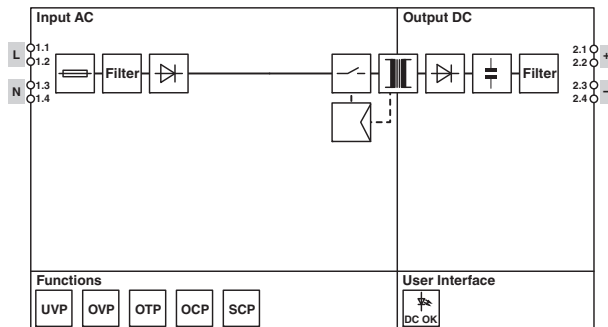 Input AC
Output DC
L
1.1
1.2
N
1.3
1.4
Filter
Filter
2.1
2.2
+
2.3
2.4
–
Functions
UVP
OVP
OTP
OCP
SCP
User Interface
DC OK